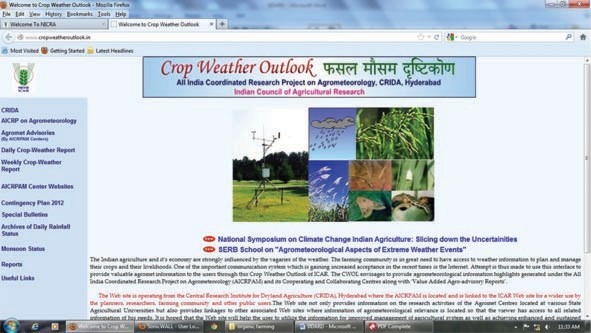 Welcome to Crop Weather Outlook - Mozilla Firefox
File Edit View History Bookmarks Tools Help
Welcome To NICRA
Welcome to Crop Weather Outlook
www.cropweatheroutlook.in
Google
Most Visited Getting Started Latest Headlines
Crop Weather Outlook फसल मौसम दृष्टिकोण
All India Coordinated Research Project on Agrometeorology, CRIDA, Hyderabad
Indian Council of Agricultural Research
CRIDA
AICRP on Agrometeorology
Agromet Advisories
(By AICRPAM Centers)
Daily Crop-Weather Report
Weekly Crop-Weather
Report
AICRPAM Center Websites
Contingency Plan 2012
Special Bulletins
Archives of Daily Rainfall
Status
Monsoon Status
Reports
Useful Links
National Symposium on Climate Change Indian Agriculture: Slicing down the Uncertainities
SERB School on "Agrometeorological Aspects of Extreme Weather Events"
The Indian agriculture and it's economy are strongly influenced by the vagaries of the weather. The farming community is in great need to have access to weather information to plan and manage
their crops and their livelihoods. One of the important communication system which is gaining increased acceptance in the recent times is the Internet. Attempt is thus made to use this interface to
provide valuable agromet information to the users through this Crop Weather Outlook of ICAR. The CWOL envisages to provide agrometeorological information highlights generated under the All
India Coordinated Research Project on Agrometeorology (AICRPAM) and its Cooperating and Collaborating Centres along with 'Value Added Agro-advisory Reports'.
The Web site is operating from the Central Research Institute for Dryland Agriculture (CRIDA), Hyderabad where the AICRPAM is located and is linked to the ICAR Web site for a wider use by
the planners, researchers, farming community and other public users.The Web site not only provides information on the research activities of the Agromet Centres located at various State
Agricultural Universities but also provides linkages to other associated Web sites where information of agrometeorological relevance is located so that the viewer has access to all related
information of his needs. It is hoped that the Web site will help the user to utilize the information for improved management of agricultural system as well as achieving enhanced and sustained
Welcome to Crop W...
SonicWALL - User Lo...
organic farming
Microsoft ...
PDF Complete
11:33 AM